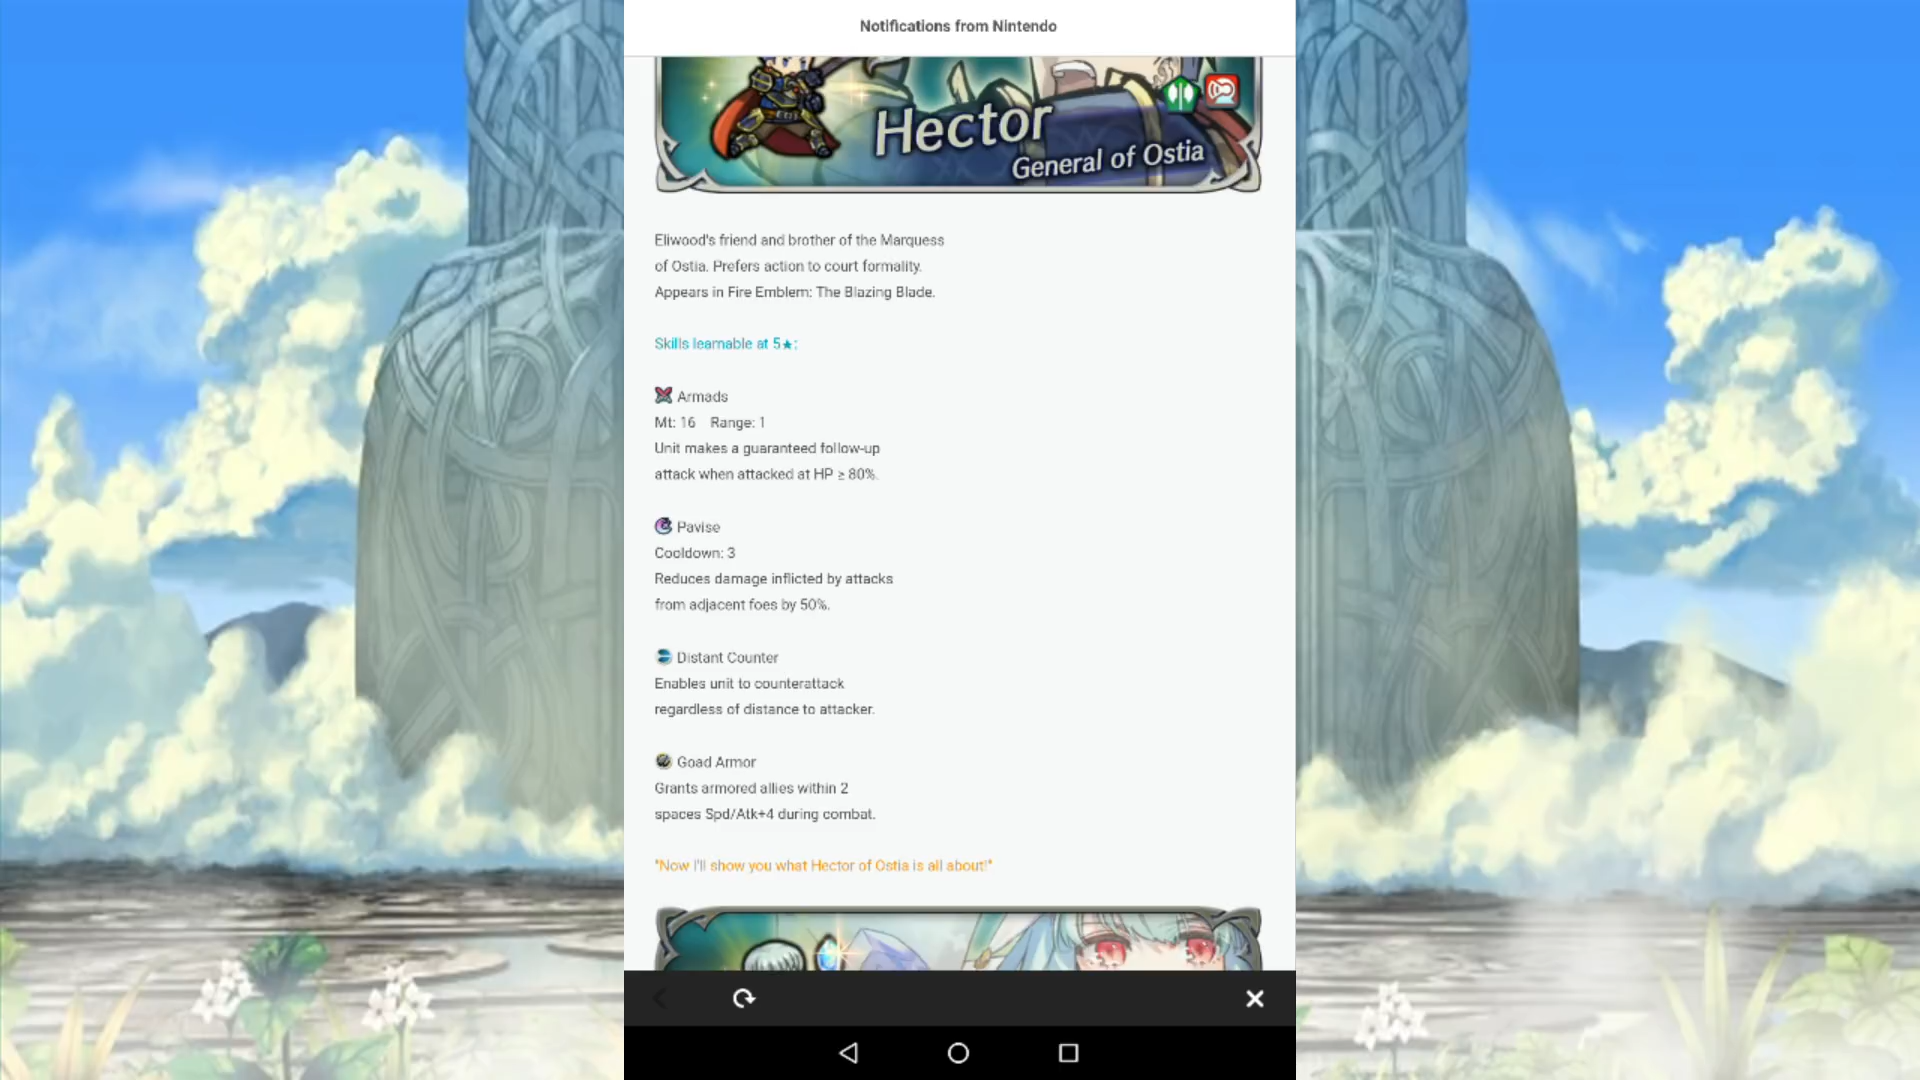 Notifications from Nintendo
Hector
General of Ostia
Eliwood's friend and brother of the Marquess
of Ostia. Prefers action to court formality.
Appears in Fire Emblem: The Blazing Blade.
Skills learnable at 5★:
Armads
Mt: 16 Range: 1
Unit makes a guaranteed follow-up
attack when attacked at HP ≥ 80%.
Pavise
Cooldown: 3
Reduces damage inflicted by attacks
from adjacent foes by 50%.
Distant Counter
Enables unit to counterattack
regardless of distance to attacker.
Goad Armor
Grants armored allies within 2
spaces Spd/Atk+4 during combat.
"Now I'll show you what Hector of Ostia is all about!"